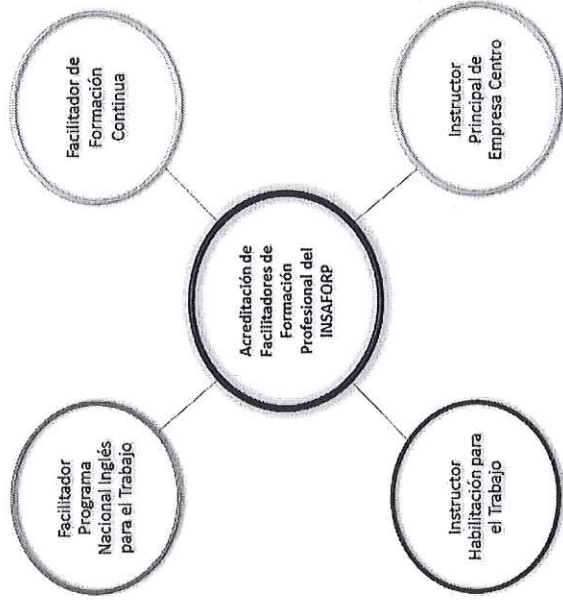 Facilitador
Programa
Nacional Inglés
para el Trabajo
Facilitador de
Formación
Continua
Acreditación de
Facilitadores de
Formación
Profesional del
INSAFORP
Instructor
Habilitación para
el Trabajo
Instructor
Principal de
Empresa Centro